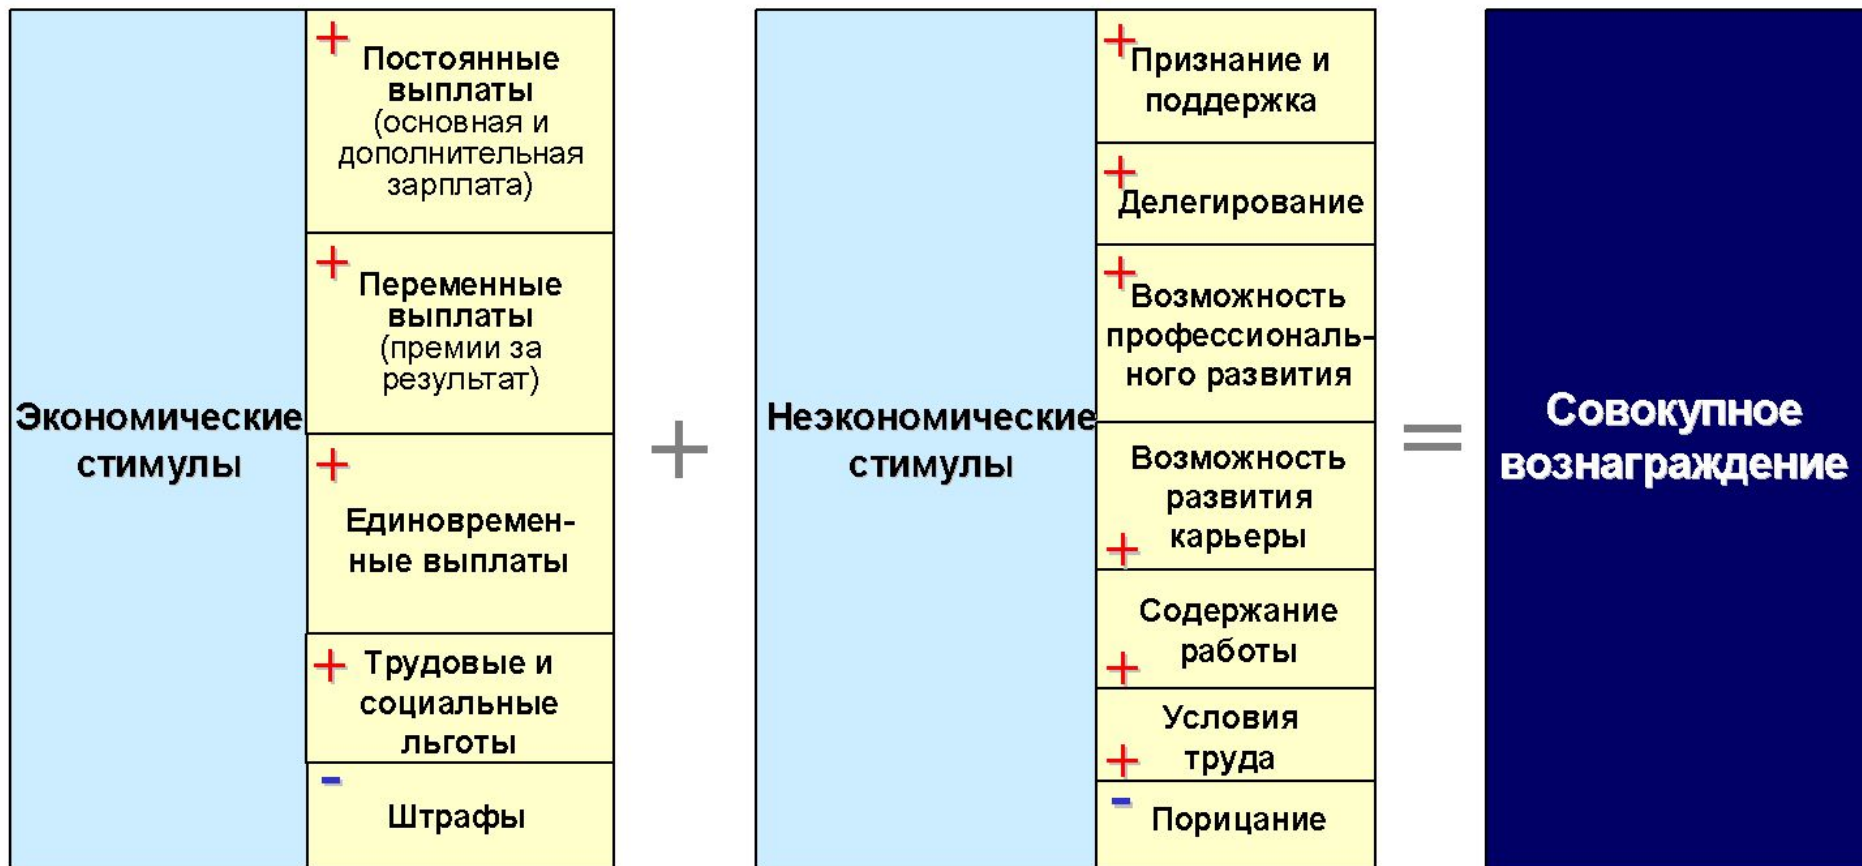 Экономические
стимулы
+
Постоянные
выплаты
(основная и
дополнительная
зарплата)
+
Переменные
выплаты
(премии за
результат)
+
Единовремен-
ные выплаты
+
Трудовые и
социальные
льготы
-
Штрафы
+
Неэкономические
стимулы
+
Признание и
поддержка
+
Делегирование
+
Возможность
профессиональ-
ного развития
Возможность
развития
карьеры
+
Содержание
работы
+
Условия
труда
+
-
Порицание
=
Совокупное
вознаграждение